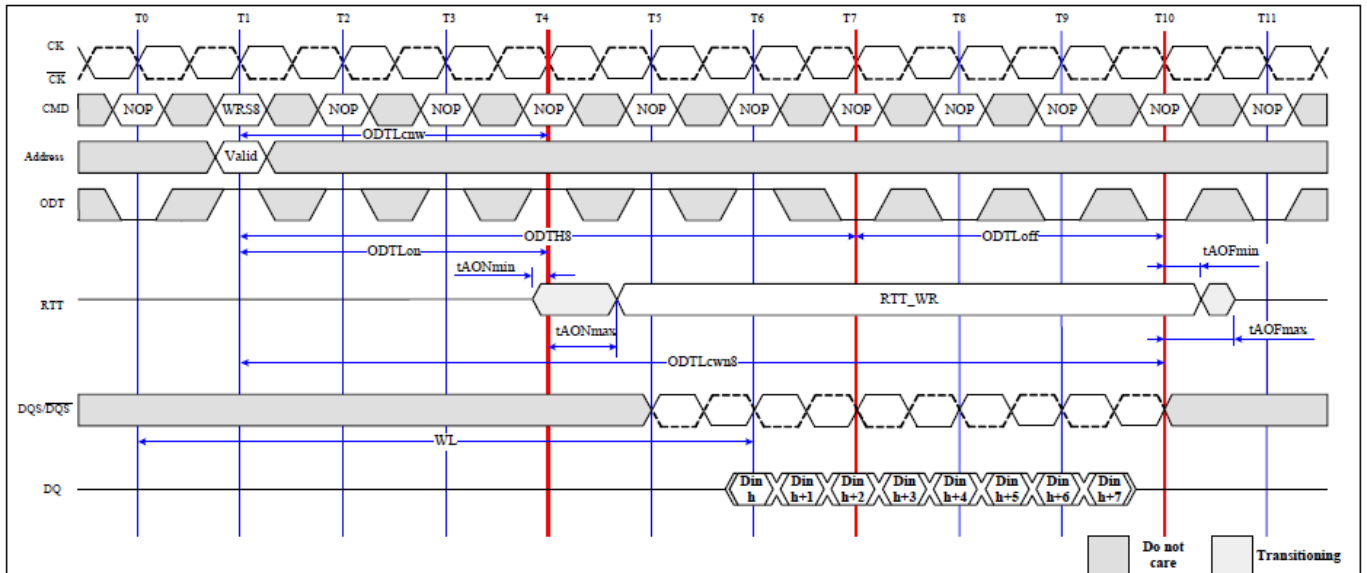 T0 T1 T2 T3 T4 T5 T6 T7 T8 T9 T10 T11
CK
CK
CMD NOP WRS8 NOP NOP NOP NOP NOP NOP NOP NOP NOP NOP
ODTLcnw
Address Valid
ODT
ODTH8 ODTLoff
ODTLon
tAONmin tAOFmin
RTT RTT_WR
tAONmax tAOFmax
ODTLcwn8
DQS/DQS
WL
DQ Din h Din h+1 Din h+2 Din h+3 Din h+4 Din h+5 Din h+6 Din h+7
Do not care Transitioning